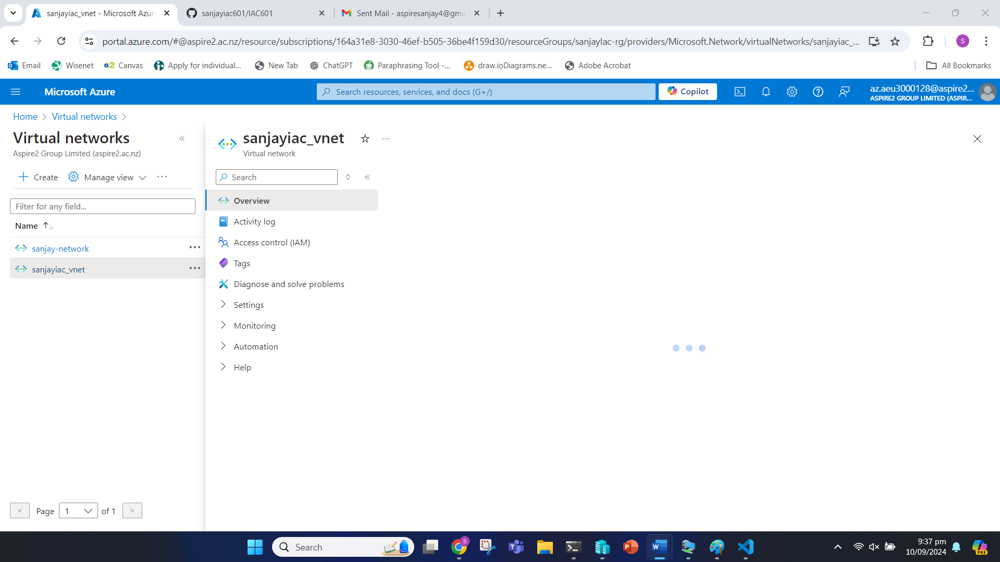 sanjayiac_vnet - Microsoft Azur
sanjayiac601/IAC601
Sent Mail - aspiresanjay4@gma
portal.azure.com/#@aspire2.ac.nz/resource/subscriptions/164a31e8-3030-46ef-b505-36be4f159d30/resourceGroups/sanjayIac-rg/providers/Microsoft.Network/virtualNetworks/sanjayiac_...
S
Email
Wisenet
a2 Canvas
Apply for individual...
New Tab
ChatGPT
Paraphrasing Tool -...
draw.ioDiagrams.ne...
Adobe Acrobat
All Bookmarks
Microsoft Azure
Search resources, services, and docs (G+/)
Copilot
az.aeu3000128@aspire2...
ASPIRE2 GROUP LIMITED (ASPIR...
Home > Virtual networks >
Virtual networks
Aspire2 Group Limited (aspire2.ac.nz)
Create
Manage view
Filter for any field...
Name
sanjay-network
sanjayiac_vnet
< Page 1 of 1 >
sanjayiac_vnet
Virtual network
Search
Overview
Activity log
Access control (IAM)
Tags
Diagnose and solve problems
Settings
Monitoring
Automation
Help
Search
S
9:37 pm
10/09/2024
PRE